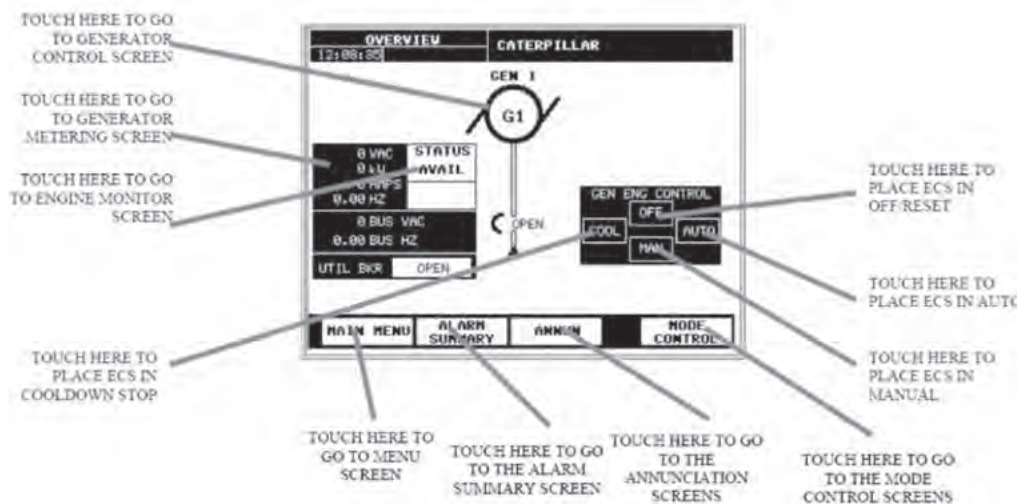 TOUCH HERE TO GO
TO GENERATOR
CONTROL SCREEN
TOUCH HERE TO GO
TO GENERATOR
METERING SCREEN
TOUCH HERE TO GO
TO ENGINE MONITOR
SCREEN
TOUCH HERE TO
PLACE ECS IN
COOLDOWN STOP
OVERVIEW
12:08:35
CATERPILLAR
GEN 1
G1
0 VAC
0 kW
0 AMPS
0.00 HZ
STATUS
AVAIL
0 BUS VAC
0.00 BUS HZ
UTIL BKR OPEN
OPEN
GEN ENG CONTROL
OFF
COOL
AUTO
MAN
MAIN MENU
ALARM
SUMMARY
ANNUN
MODE
CONTROL
TOUCH HERE TO
PLACE ECS IN
OFF/RESET
TOUCH HERE TO
PLACE ECS IN AUTO
TOUCH HERE TO
PLACE ECS IN
MANUAL
TOUCH HERE TO
GO TO MENU
SCREEN
TOUCH HERE TO GO
TO THE ALARM
SUMMARY SCREEN
TOUCH HERE TO GO
TO THE
ANNUNCIATION
SCREENS
TOUCH HERE TO GO
TO THE MODE
CONTROL SCREENS